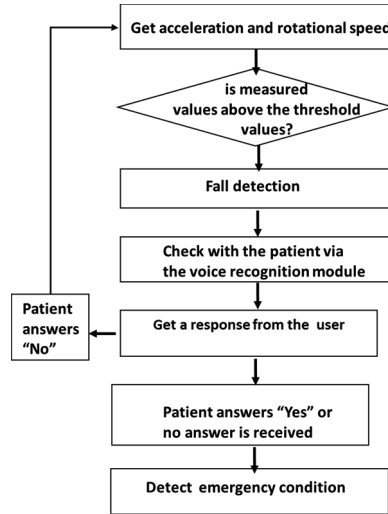 Get acceleration and rotational speed
is measured
values above the threshold
values?
Fall detection
Check with the patient via
the voice recognition module
Patient
answers
“No”
Get a response from the user
Patient answers “Yes” or
no answer is received
Detect emergency condition